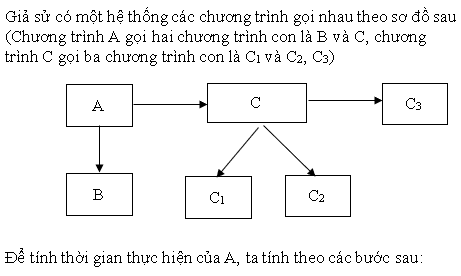 Giả sử có một hệ thống các chương trình gọi nhau theo sơ đồ sau
(Chương trình A gọi hai chương trình con là B và C, chương
trình C gọi ba chương trình con là C1 và C2, C3)
A
C
C3
B
C1
C2
Để tính thời gian thực hiện của A, ta tính theo các bước sau: